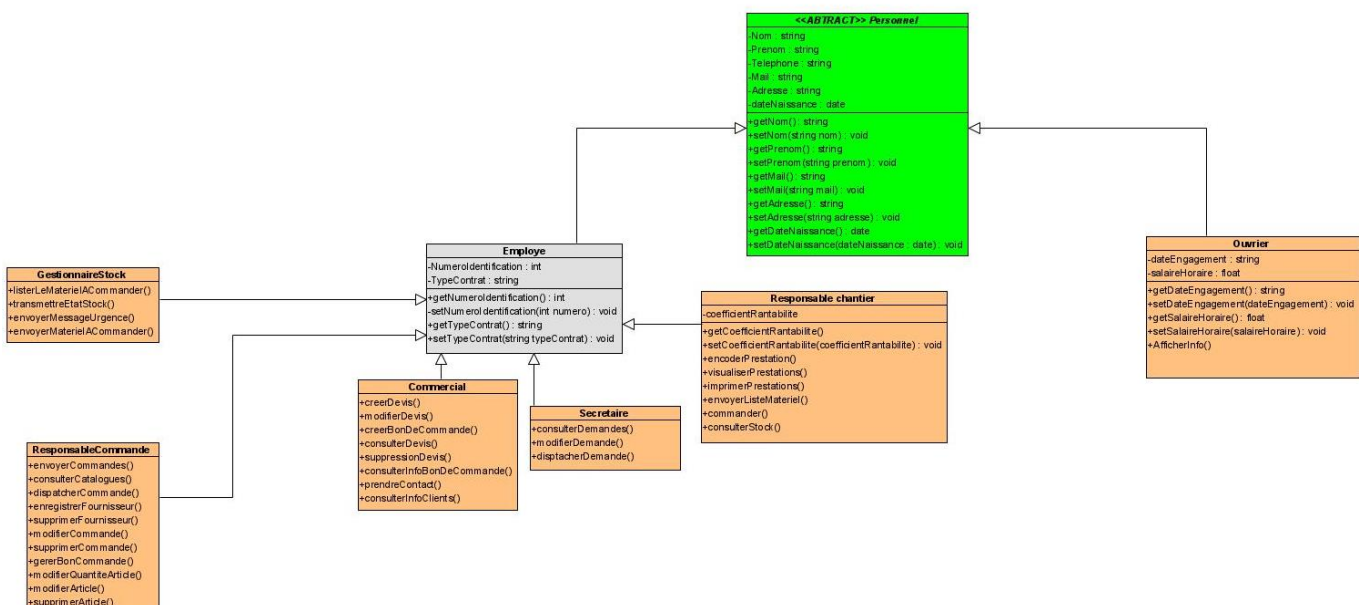 <<ABTRACT>> Personnel
-Nom : string
-Prenom : string
-Telephone : string
-Mail : string
-Adresse : string
-dateNaissance : date
+getNom() : string
+setNom(string nom) : void
+getPrenom() : string
+setPrenom(string prenom) : void
+getMail() : string
+setMail(string mail) : void
+getAdresse() : string
+setAdresse(string adresse) : void
+getDateNaissance() : date
+setDateNaissance(dateNaissance : date) : void
Employe
-NumeroIdentification : int
-TypeContrat : string
+getNumeroIdentification() : int
-setNumeroIdentification(int numero) : void
+getTypeContrat() : string
+setTypeContrat(string typeContrat) : void
Ouvrier
-dateEngagement : string
-salaireHoraire : float
+getDateEngagement() : string
+setDateEngagement(dateEngagement) : void
+getSalaireHoraire() : float
+setSalaireHoraire(salaireHoraire) : void
+AfficherInfo()
GestionnaireStock
+listerLeMaterielACommander()
+transmettreEtatStock()
+envoyerMessageUrgence()
+envoyerMaterielACommander()
Responsable chantier
-coefficientRantabilite
+getCoefficientRantabilite()
+setCoefficientRantabilite(coefficientRantabilite) : void
+encoderPrestation()
+visualiserPrestations()
+imprimerPrestations()
+envoyerListeMateriel()
+commander()
+consulterStock()
Commercial
+creerDevis()
+modifierDevis()
+creerBonDeCommande()
+consulterDevis()
+suppressionDevis()
+consulterInfoBonDeCommande()
+prendreContact()
+consulterInfoClients()
Secretaire
+consulterDemandes()
+modifierDemande()
+disptacherDemande()
ResponsableCommande
+envoyerCommandes()
+consulterCatalogues()
+dispatcherCommande()
+enregistrerFournisseur()
+supprimerFournisseur()
+modifierCommande()
+supprimerCommande()
+gererBonCommande()
+modifierQuantiteArticle()
+modifierArticle()
+supprimerArticle()